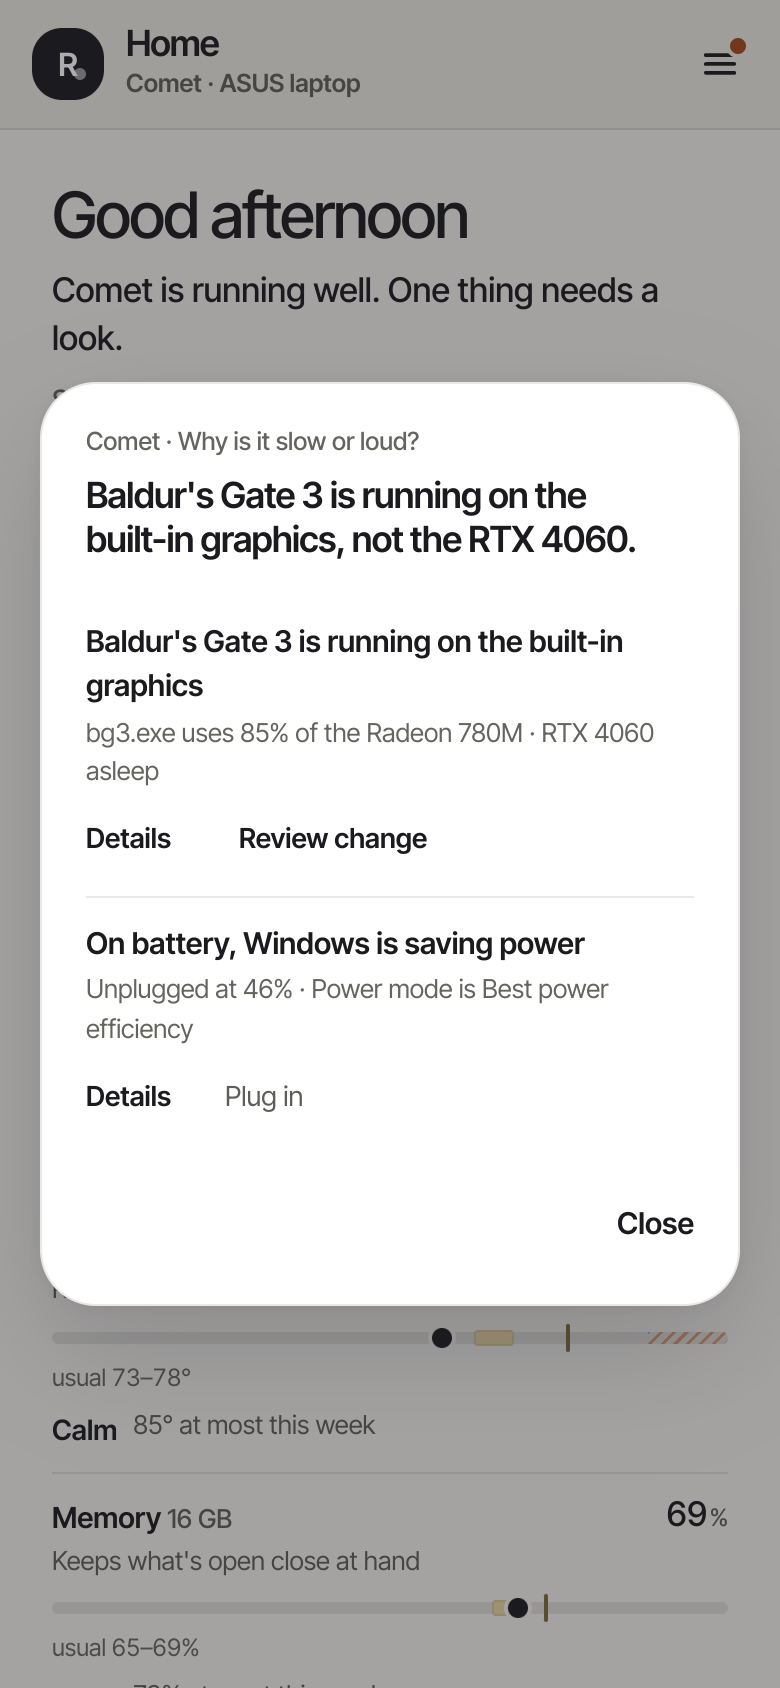 R
Home
Comet · ASUS laptop
Good afternoon
Comet is running well. One thing needs a
look.
Comet · Why is it slow or loud?
Baldur's Gate 3 is running on the
built-in graphics, not the RTX 4060.
Baldur's Gate 3 is running on the built-in
graphics
bg3.exe uses 85% of the Radeon 780M · RTX 4060
asleep
Details Review change
On battery, Windows is saving power
Unplugged at 46% · Power mode is Best power
efficiency
Details Plug in
Close
usual 73–78°
Calm 85° at most this week
Memory 16 GB 69%
Keeps what's open close at hand
usual 65–69%